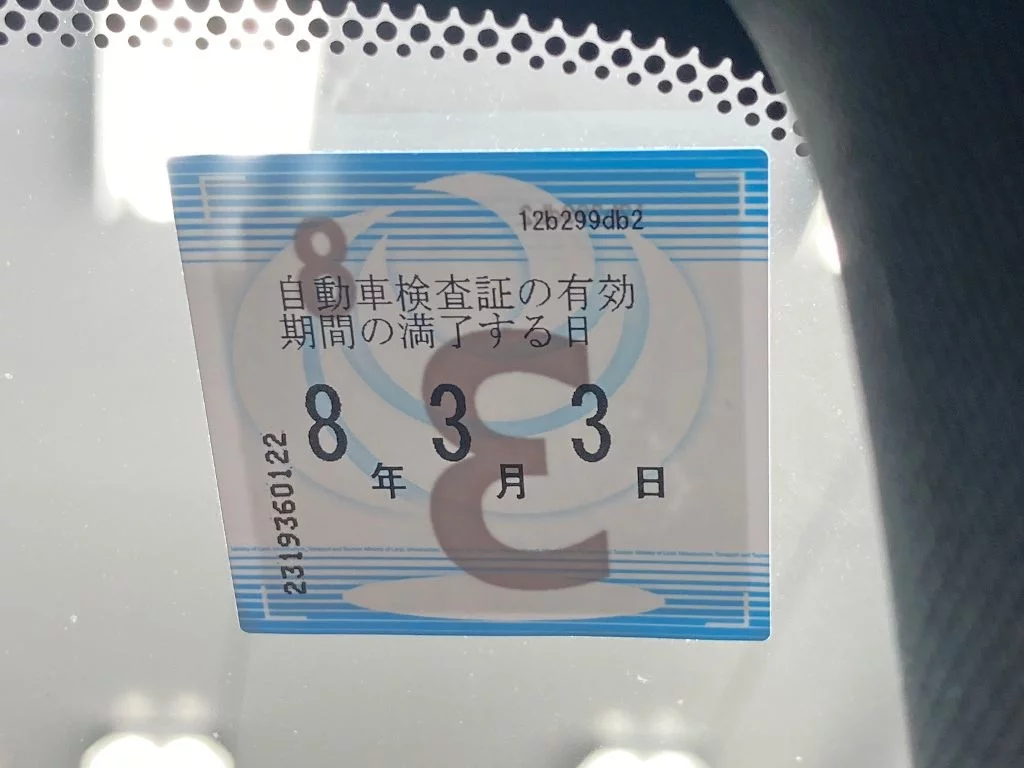 12b299db2
自動車検査証の有効
期間の満了する日
8年3月3日
2319360122